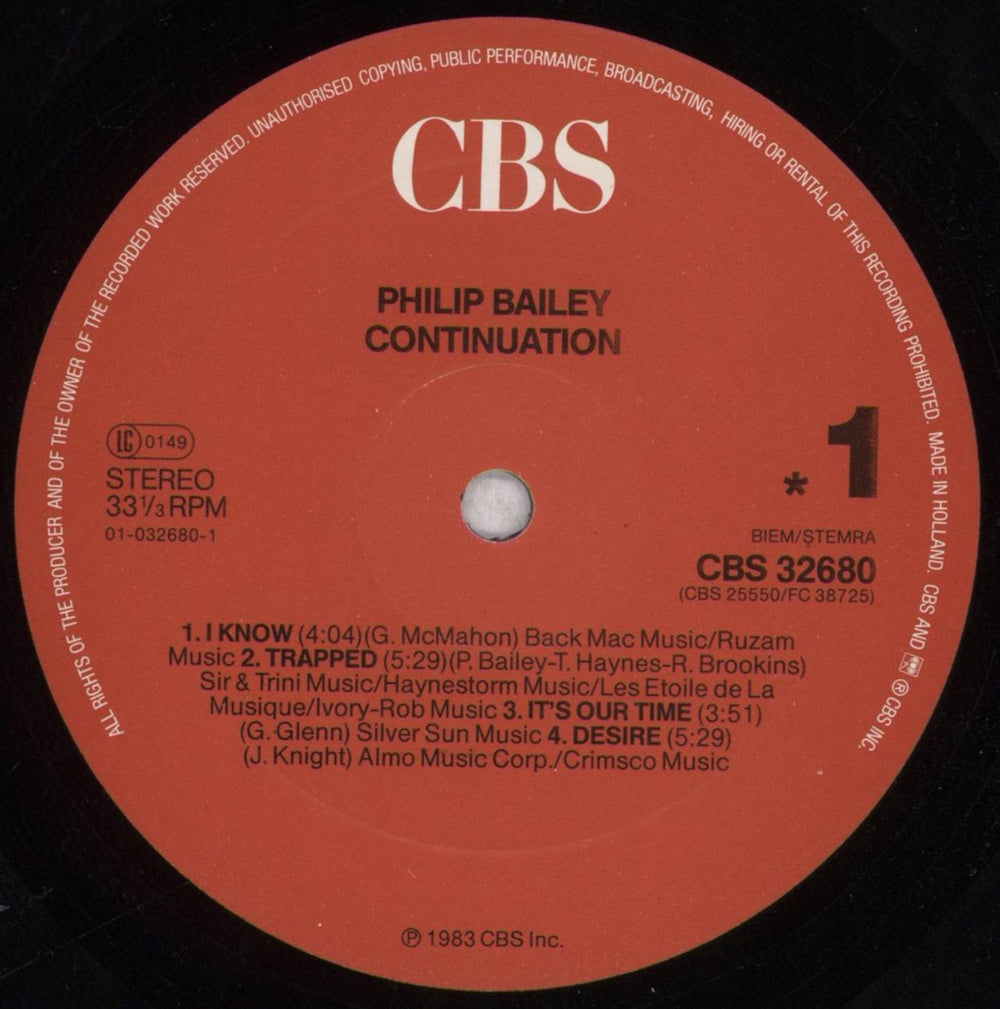 ALL RIGHTS OF THE PRODUCER AND OF THE OWNER OF THE RECORDED WORK RESERVED. UNAUTHORISED COPYING, PUBLIC PERFORMANCE, BROADCASTING, HIRING OR RENTAL OF THIS RECORDING PROHIBITED. MADE IN HOLLAND. CBS AND ® CBS INC.
CBS
PHILIP BAILEY
CONTINUATION
LC 0149
STEREO
33 1/3 RPM
01-032680-1
* 1
BIEM/STEMRA
CBS 32680
(CBS 25550/FC 38725)
1. I KNOW (4:04)(G. McMahon) Back Mac Music/Ruzam
Music 2. TRAPPED (5:29)(P. Bailey-T. Haynes-R. Brookins)
Sir & Trini Music/Haynestorm Music/Les Etoile de La
Musique/Ivory-Rob Music 3. IT'S OUR TIME (3:51)
(G. Glenn) Silver Sun Music 4. DESIRE (5:29)
(J. Knight) Almo Music Corp./Crimsco Music
℗ 1983 CBS Inc.